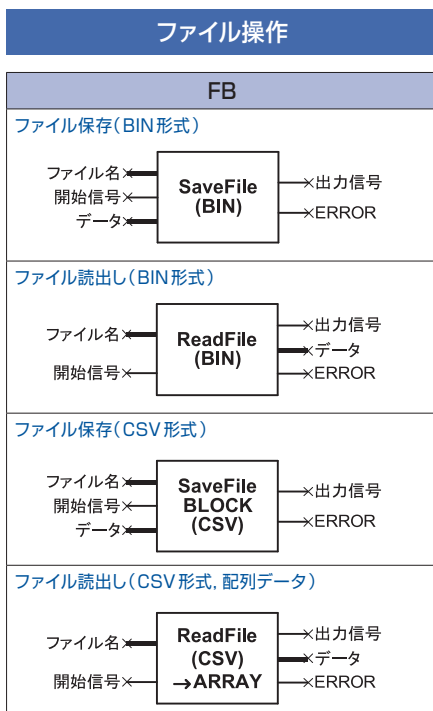 ファイル操作
FB
ファイル保存(BIN形式)
ファイル名
開始信号
データ
SaveFile
(BIN)
出力信号
ERROR
ファイル読出し(BIN形式)
ファイル名
開始信号
ReadFile
(BIN)
出力信号
データ
ERROR
ファイル保存(CSV形式)
ファイル名
開始信号
データ
SaveFile
BLOCK
(CSV)
出力信号
ERROR
ファイル読出し(CSV形式, 配列データ)
ファイル名
開始信号
ReadFile
(CSV)
→ARRAY
出力信号
データ
ERROR